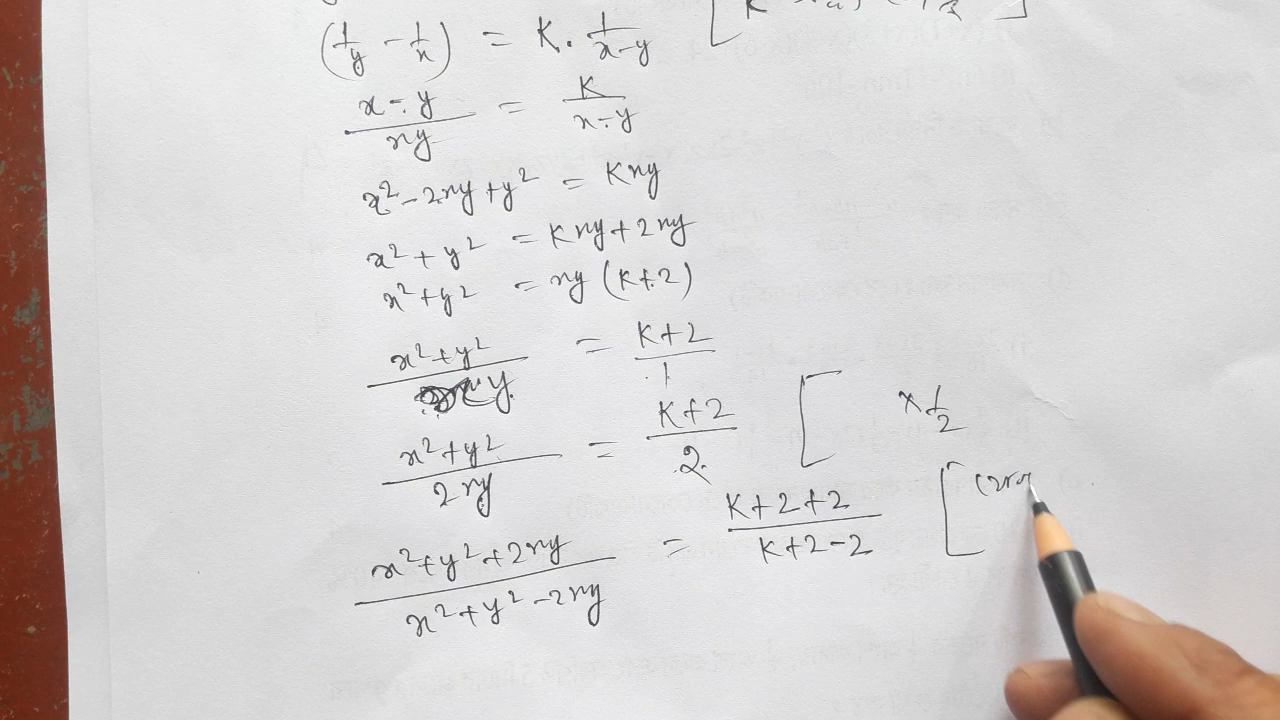 (1/y - 1/x) = K. 1/x-y [
x-y/xy = K/x-y
x² - 2xy + y² = Kxy
x² + y² = Kxy + 2xy
x² + y² = xy (K+2)
x² + y²/xy = K+2/1
x² + y²/2xy = K+2/2 [ × 1/2
x² + y² + 2xy/x² + y² - 2xy = K+2+2/K+2-2 [